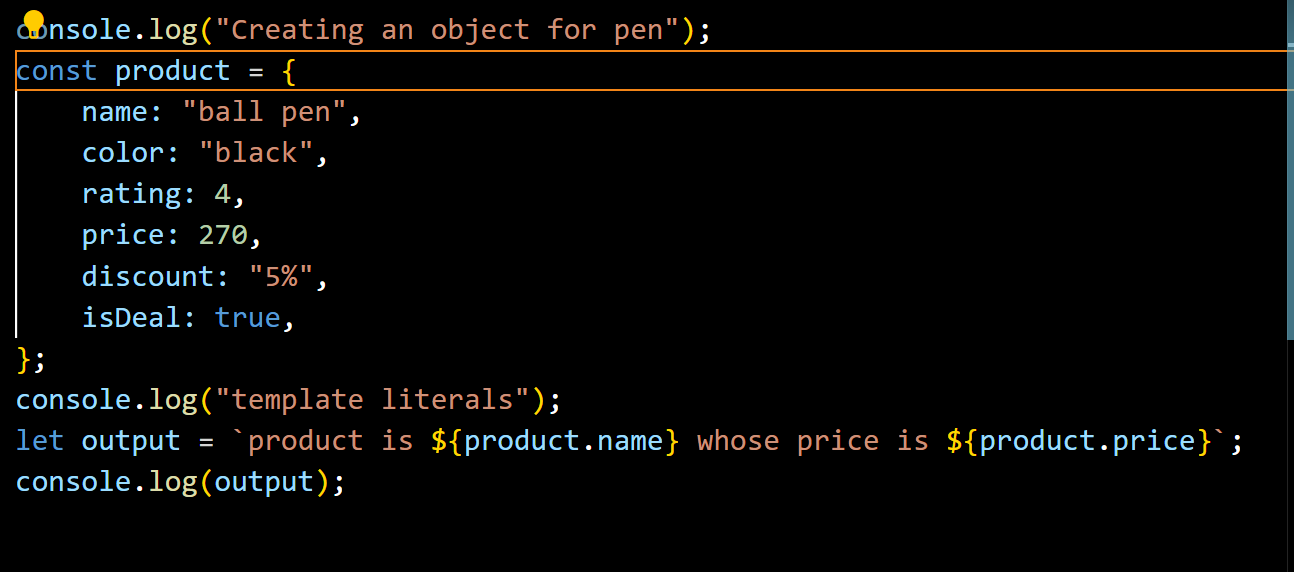 console.log("Creating an object for pen");
const product = {
    name: "ball pen",
    color: "black",
    rating: 4,
    price: 270,
    discount: "5%",
    isDeal: true,
};
console.log("template literals");
let output = `product is ${product.name} whose price is ${product.price}`;
console.log(output);